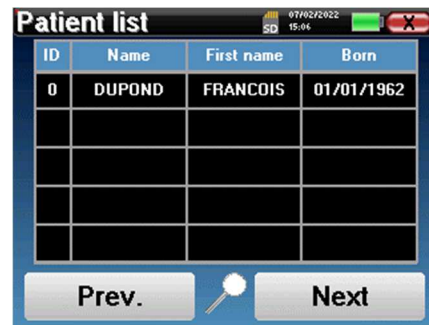 Patient list
SD
07/02/2022
15:06
X
ID Name First name Born
0 DUPOND FRANCOIS 01/01/1962
Prev. Next